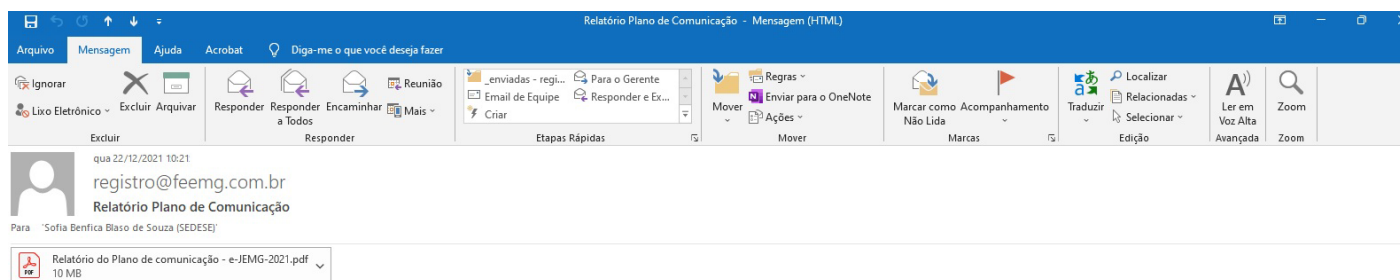 Relatório Plano de Comunicação - Mensagem (HTML)
Arquivo Mensagem Ajuda Acrobat Diga-me o que você deseja fazer
Ignorar
Lixo Eletrônico
Excluir Arquivar
Excluir
Responder Responder a Todos Encaminhar
Reunião
Mais
Responder
_enviadas - regi... Para o Gerente
Email de Equipe Responder e Ex...
Criar
Etapas Rápidas
Mover
Regras
Enviar para o OneNote
Ações
Mover
Marcar como Não Lida
Acompanhamento
Marcas
Traduzir
Localizar
Relacionadas
Selecionar
Edição
Ler em Voz Alta
Avançada
Zoom
Zoom
qua 22/12/2021 10:21
registro@feemg.com.br
Relatório Plano de Comunicação
Para 'Sofia Benfica Blaso de Souza (SEDESE)'
Relatório do Plano de comunicação - e-JEMG-2021.pdf
PDF
10 MB